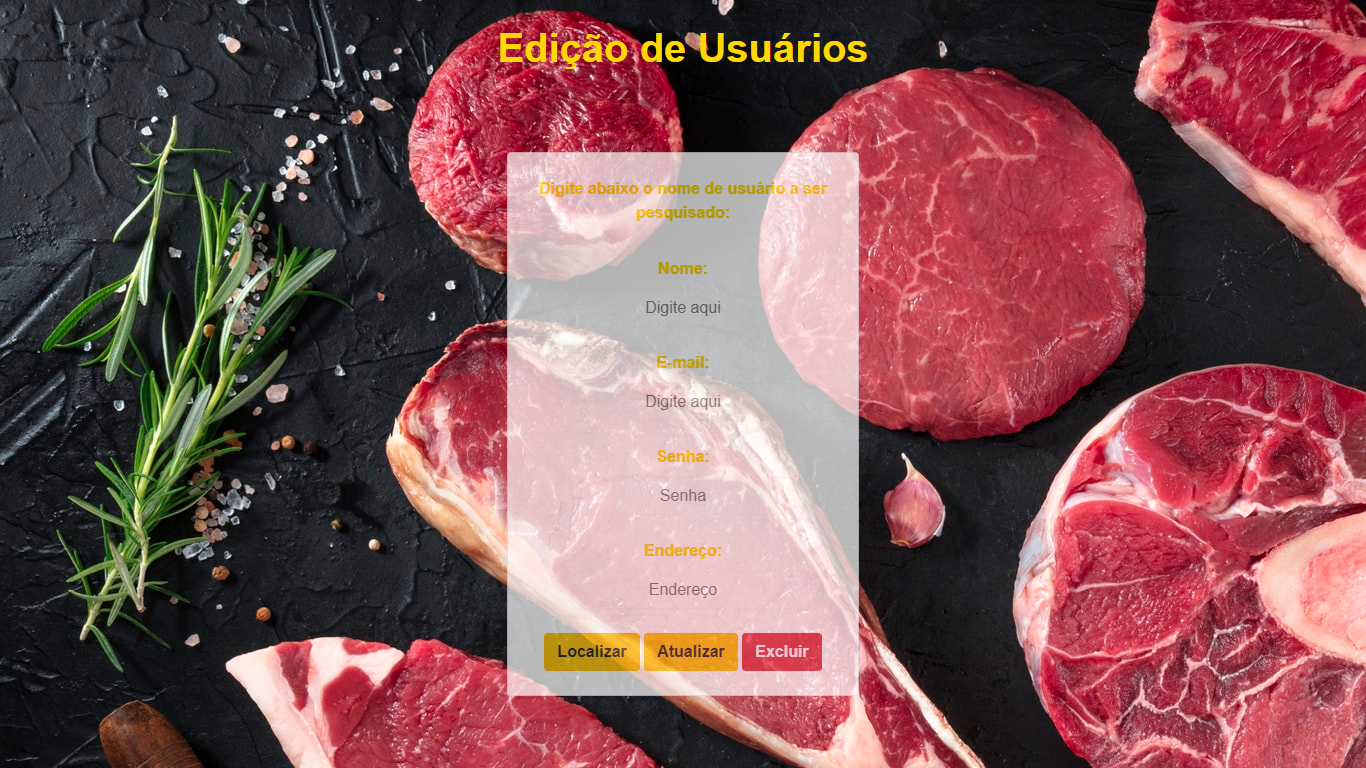 Edição de Usuários
Digite abaixo o nome de usuário a ser
pesquisado:
Nome:
Digite aqui
E-mail:
Digite aqui
Senha:
Senha
Endereço:
Endereço
Localizar Atualizar Excluir